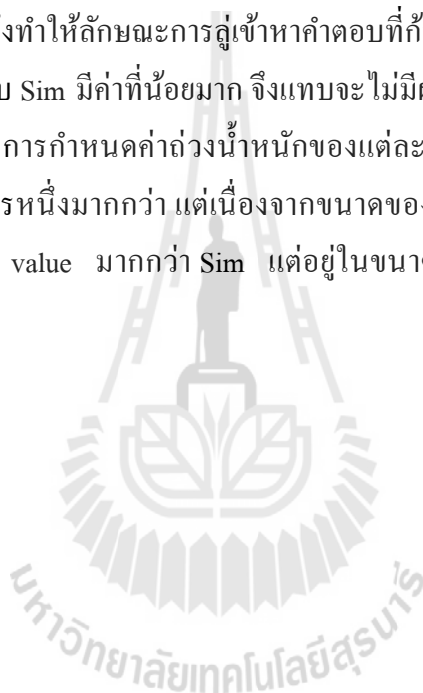 งทำให้ลักษณะการลู่เข้าหาคำตอบที่ก้
บ Sim มีค่าที่น้อยมาก จึงแทบจะไม่มีผ
การกำหนดค่าถ่วงน้ำหนักของแต่ละ
รหนึ่งมากกว่า แต่เนื่องจากขนาดของ
value มากกว่า Sim แต่อยู่ในขนาด
มหาวิทยาลัยเทคโนโลยีสุรนารี